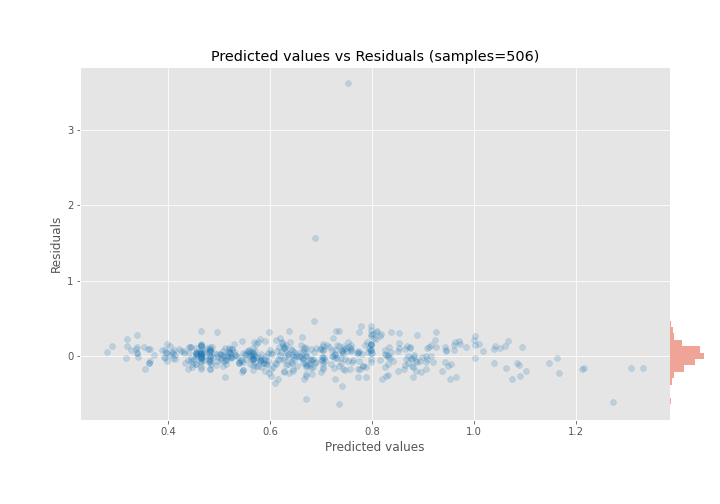 Predicted values vs Residuals (samples=506)
Residuals
3
2
1
0
0.4 0.6 0.8 1.0 1.2
Predicted values